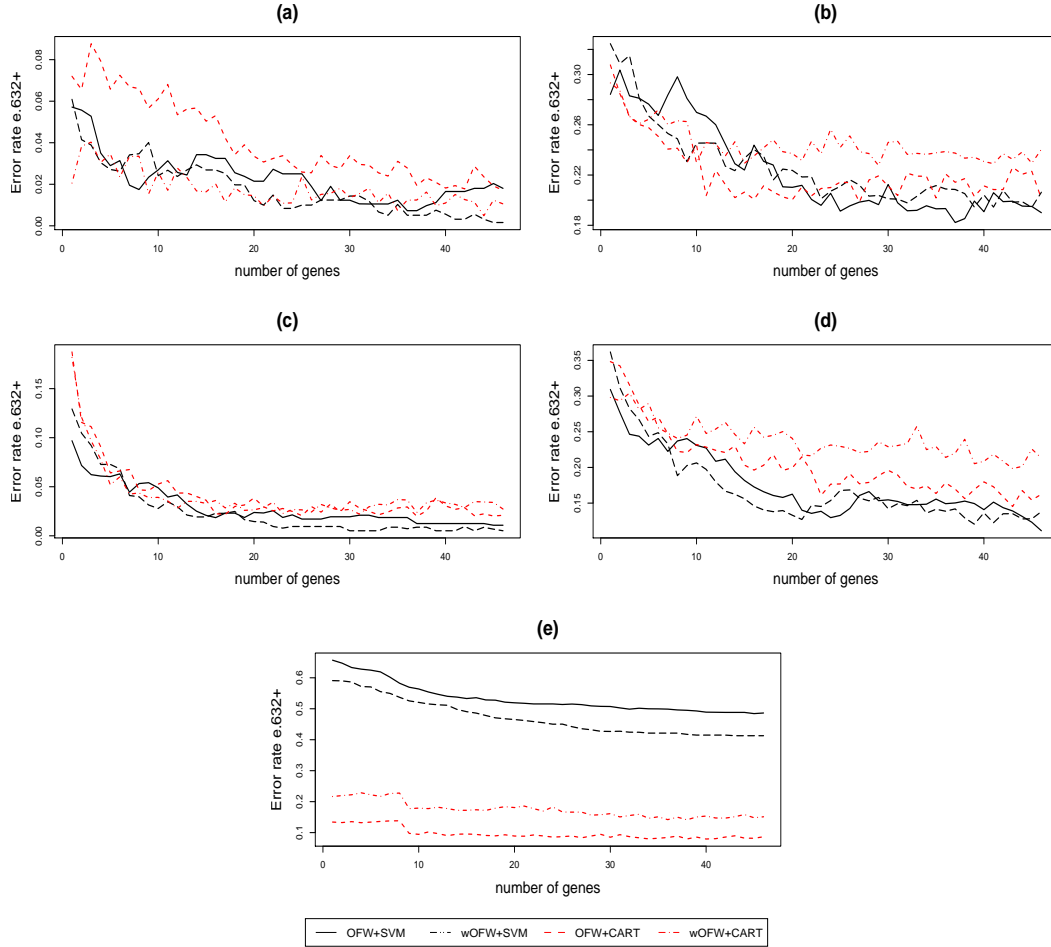 (a)
Error rate e.632+
0.00 0.02 0.04 0.06 0.08
0 10 20 30 40
number of genes
(b)
Error rate e.632+
0.18 0.22 0.26 0.30
0 10 20 30 40
number of genes
(c)
Error rate e.632+
0.00 0.05 0.10 0.15
0 10 20 30 40
number of genes
(d)
Error rate e.632+
0.15 0.20 0.25 0.30 0.35
0 10 20 30 40
number of genes
(e)
Error rate e.632+
0.1 0.2 0.3 0.4 0.5 0.6
0 10 20 30 40
number of genes
OFW+SVM wOFW+SVM OFW+CART wOFW+CART